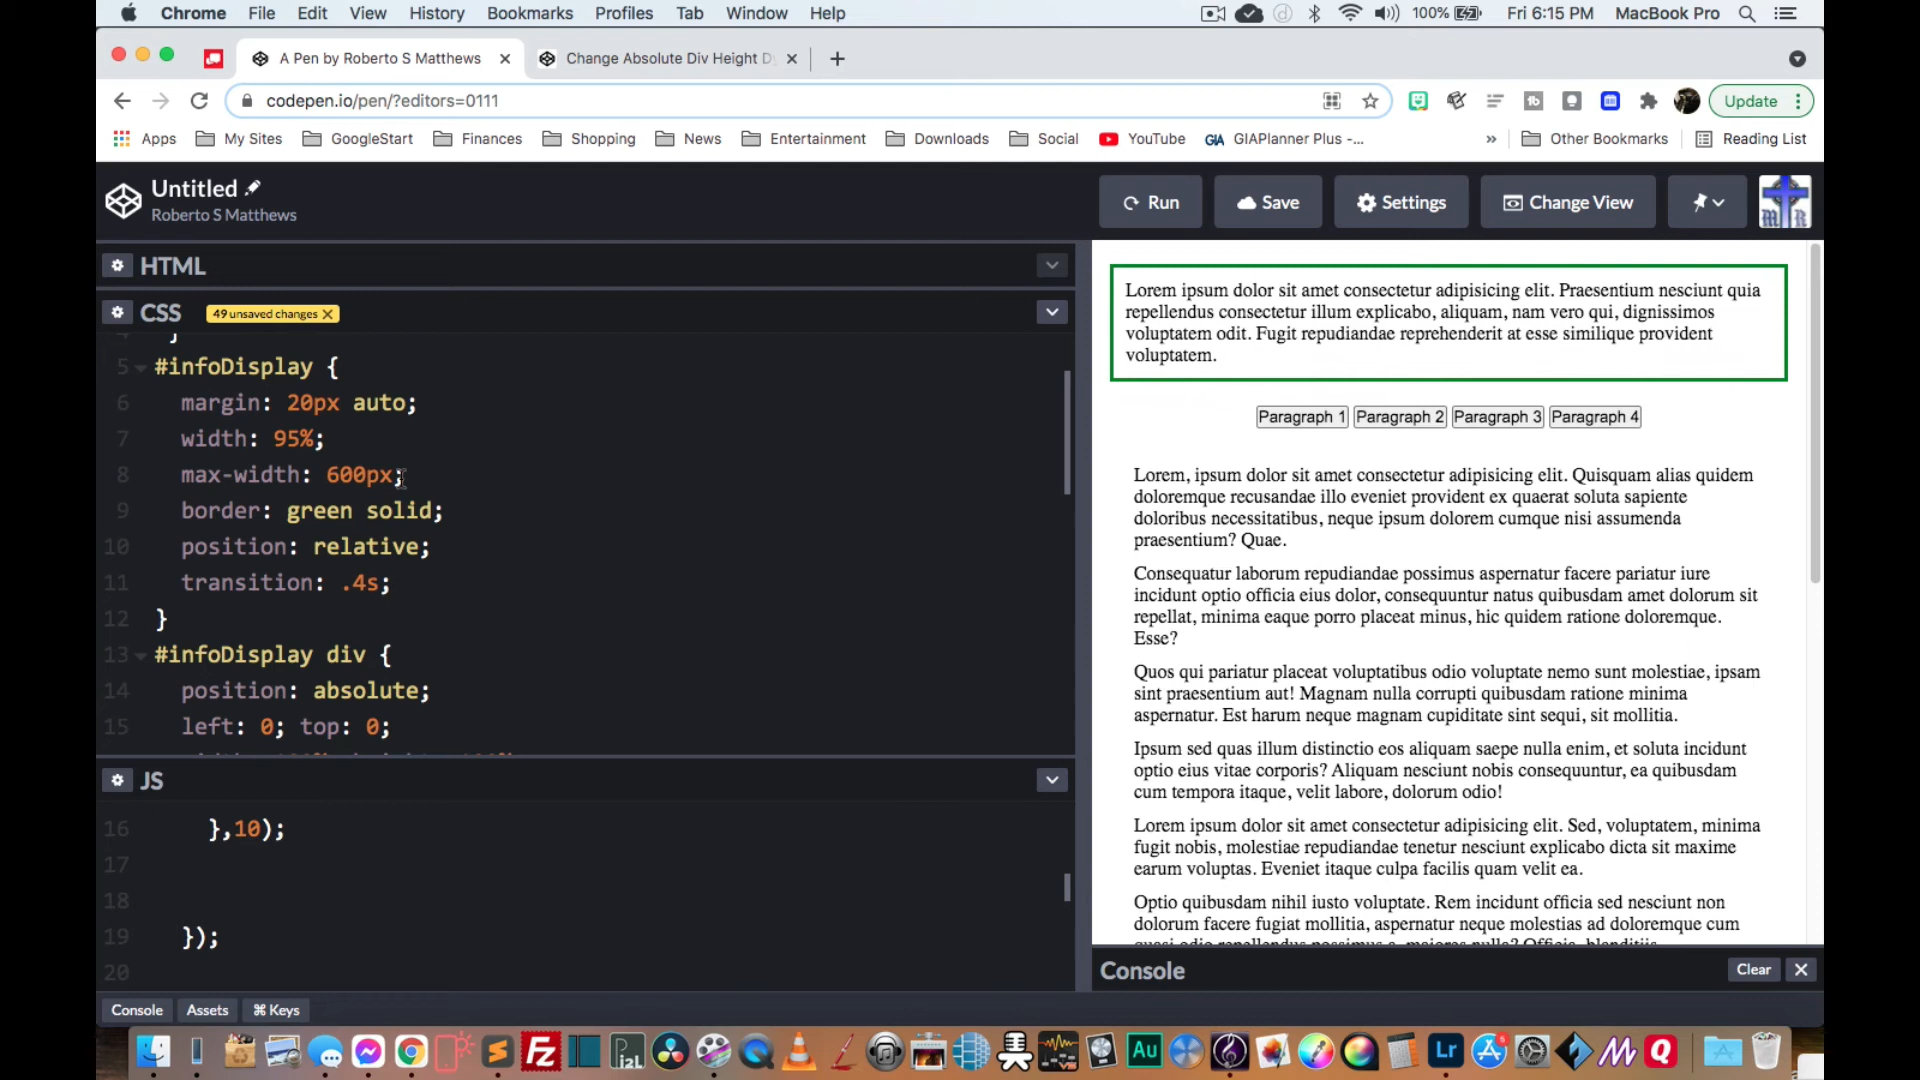 Chrome File Edit View History Bookmarks Profiles Tab Window Help 100% Fri 6:15 PM MacBook Pro
A Pen by Roberto S Matthews Change Absolute Div Height D
codepen.io/pen/?editors=0111 Update
Apps My Sites GoogleStart Finances Shopping News Entertainment Downloads Social YouTube GIA GIAPlanner Plus -... » Other Bookmarks Reading List
Untitled
Roberto S Matthews
Run Save Settings Change View
HTML
CSS 49 unsaved changes X
5 #infoDisplay {
6 margin: 20px auto;
7 width: 95%;
8 max-width: 600px;
9 border: green solid;
10 position: relative;
11 transition: .4s;
12 }
13 #infoDisplay div {
14 position: absolute;
15 left: 0; top: 0;
JS
16 },10);
17
18
19 });
20
Console Assets ⌘ Keys
Lorem ipsum dolor sit amet consectetur adipisicing elit. Praesentium nesciunt quia
repellendus consectetur illum explicabo, aliquam, nam vero qui, dignissimos
voluptatem odit. Fugit repudiandae reprehenderit at esse similique provident
voluptatem.
Paragraph 1 Paragraph 2 Paragraph 3 Paragraph 4
Lorem, ipsum dolor sit amet consectetur adipisicing elit. Quisquam alias quidem
doloremque recusandae illo eveniet provident ex quaerat soluta sapiente
doloribus necessitatibus, neque ipsum dolorem cumque nisi assumenda
praesentium? Quae.
Consequatur laborum repudiandae possimus aspernatur facere pariatur iure
incidunt optio officia eius dolor, consequuntur natus quibusdam amet dolorum sit
repellat, minima eaque porro placeat minus, hic quidem ratione doloremque.
Esse?
Quos qui pariatur placeat voluptatibus odio voluptate nemo sunt molestiae, ipsam
sint praesentium aut! Magnam nulla corrupti quibusdam ratione minima
aspernatur. Est harum neque magnam cupiditate sint sequi, sit mollitia.
Ipsum sed quas illum distinctio eos aliquam saepe nulla enim, et soluta incidunt
optio eius vitae corporis? Aliquam nesciunt nobis consequuntur, ea quibusdam
cum tempora itaque, velit labore, dolorum odio!
Lorem ipsum dolor sit amet consectetur adipisicing elit. Sed, voluptatem, minima
fugit nobis, molestiae repudiandae tenetur nesciunt explicabo dicta sit maxime
earum voluptas. Eveniet itaque culpa facilis quam velit ea.
Optio quibusdam nihil iusto voluptate. Rem incidunt officia sed nesciunt non
dolorum facere fugiat mollitia, aspernatur neque molestias ad doloremque cum
Console Clear